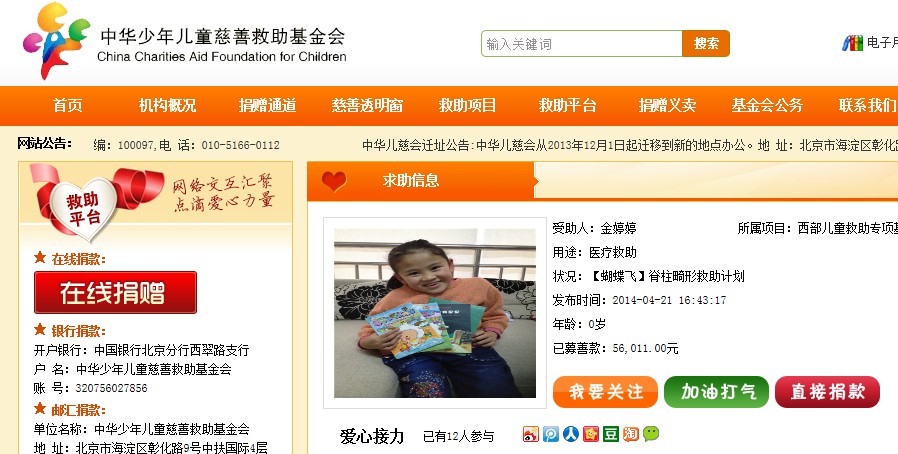 中华少年儿童慈善救助基金会
China Charities Aid Foundation for Children
输入关键词
搜索
电子月
首页
机构概况
捐赠通道
慈善透明窗
救助项目
救助平台
捐赠义卖
基金会公务
联系我们
网站公告:
编: 100097,电 话: 010-5166-0112
中华儿慈会迁址公告:中华儿慈会从2013年12月1日起迁移到新的地点办公。地 址: 北京市海淀区彰化路
救助
平台
网络交互汇聚
点滴爱心力量
求助信息
在线捐款:
在线捐赠
银行捐款:
开户银行: 中国银行北京分行西翠路支行
户 名: 中华少年儿童慈善救助基金会
账 号: 320756027856
邮汇捐款:
单位名称: 中华少年儿童慈善救助基金会
地 址: 北京市海淀区彰化路9号中扶国际4层
受助人: 金婷婷
所属项目: 西部儿童救助专项基
用途: 医疗救助
状况: 【蝴蝶飞】脊柱畸形救助计划
发布时间: 2014-04-21 16:43:17
年龄: 0岁
已募善款: 56,011.00元
我要关注
加油打气
直接捐款
爱心接力
已有12人参与
豆
淘